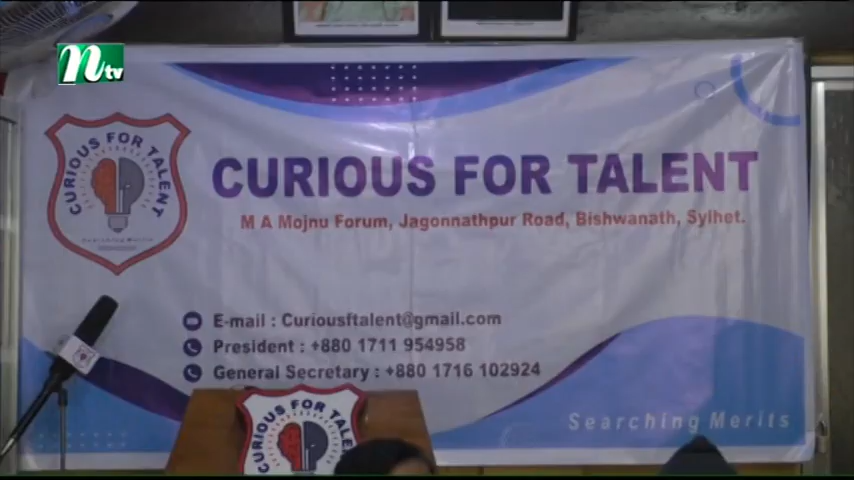 ntv
CURIOUS FOR TALENT
CURIOUS FOR TALENT
M A Mojnu Forum, Jagonnathpur Road, Bishwanath, Sylhet.
E-mail : Curiousftalent@gmail.com
President : +880 1711 954958
General Secretary : +880 1716 102924
Searching Merits
CURIOUS FOR TALENT